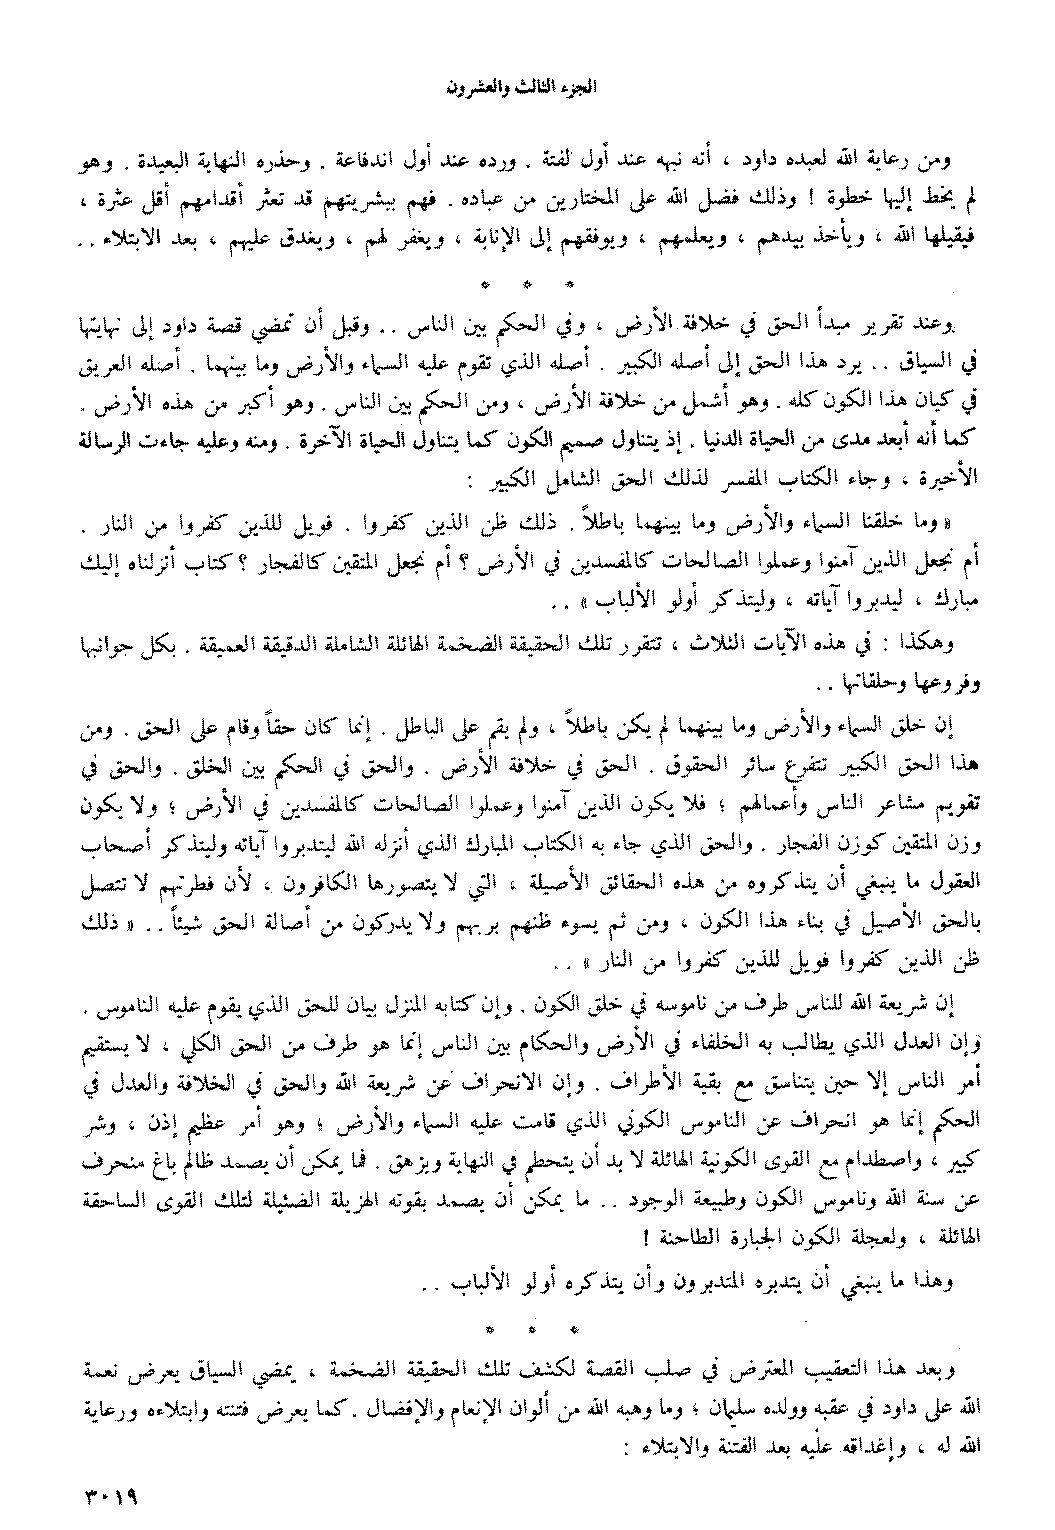 الجزء الثالث والعشرون
ومن رعاية الله لعبده داود ، أنه نبهه عند أول لفتة . ورده عند أول اندفاعة . وحذره النهاية البعيدة . وهو
لم يخط إليها خطوة ! وذلك فضل الله على المختارين من عباده . فهم ببشريتهم قد تعثر أقدامهم أقل عثرة ،
فيقيلها الله ، ويأخذ بيدهم ، ويعلمهم ، ويوفقهم إلى الإنابة ، ويغفر لهم ، ويغدق عليهم ، بعد الابتلاء ..
* * *
وعند تقرير مبدأ الحق في خلافة الأرض ، وفي الحكم بين الناس .. وقبل أن تمضي قصة داود إلى نهايتها
في السياق .. يرد هذا الحق إلى أصله الكبير . أصله الذي تقوم عليه السماء والأرض وما بينهما . أصله العريق
في كيان هذا الكون كله . وهو أشمل من خلافة الأرض ، ومن الحكم بين الناس . وهو أكبر من هذه الأرض .
كما أنه أبعد مدى من الحياة الدنيا . إذ يتناول صميم الكون كما يتناول الحياة الآخرة . ومنه وعليه جاءت الرسالة
الأخيرة ، وجاء الكتاب المفسر لذلك الحق الشامل الكبير :
« وما خلقنا السماء والأرض وما بينهما باطلاً . ذلك ظن الذين كفروا . فويل للذين كفروا من النار .
أم نجعل الذين آمنوا وعملوا الصالحات كالمفسدين في الأرض ؟ أم نجعل المتقين كالفجار ؟ كتاب أنزلناه إليك
مبارك ، ليدبروا آياته ، وليتذكر أولو الألباب » ..
وهكذا : في هذه الآيات الثلاث ، تتقرر تلك الحقيقة الضخمة الهائلة الشاملة الدقيقة العميقة . بكل جوانبها
وفروعها وحلقاتها ..
إن خلق السماء والأرض وما بينهما لم يكن باطلاً ، ولم يقم على الباطل . إنما كان حقاً وقام على الحق . ومن
هذا الحق الكبير تتفرع سائر الحقوق . الحق في خلافة الأرض . والحق في الحكم بين الخلق . والحق في
تقويم مشاعر الناس وأعمالهم ؛ فلا يكون الذين آمنوا وعملوا الصالحات كالمفسدين في الأرض ؛ ولا يكون
وزن المتقين كوزن الفجار . والحق الذي جاء به الكتاب المبارك الذي أنزله الله ليتدبروا آياته وليتذكر أصحاب
العقول ما ينبغي أن يتذكروه من هذه الحقائق الأصيلة ، التي لا يتصورها الكافرون ، لأن فطرتهم لا تتصل
بالحق الأصيل في بناء هذا الكون ، ومن ثم يسوء ظنهم بربهم ولا يدركون من أصالة الحق شيئاً .. « ذلك
ظن الذين كفروا فويل للذين كفروا من النار » ..
إن شريعة الله للناس طرف من ناموسه في خلق الكون . وإن كتابه المنزل بيان للحق الذي يقوم عليه الناموس .
وإن العدل الذي يطالب به الخلفاء في الأرض والحكام بين الناس إنما هو طرف من الحق الكلي ، لا يستقيم
أمر الناس إلا حين يتناسق مع بقية الأطراف . وإن الانحراف عن شريعة الله والحق في الخلافة والعدل في
الحكم إنما هو انحراف عن الناموس الكوني الذي قامت عليه السماء والأرض ؛ وهو أمر عظيم إذن ، وشر
كبير ، واصطدام مع القوى الكونية الهائلة لا بد أن يتحطم في النهاية ويزهق . فما يمكن أن يصمد ظالم باغ منحرف
عن سنة الله وناموس الكون وطبيعة الوجود .. ما يمكن أن يصمد بقوته الهزيلة الضئيلة لتلك القوى الساحقة
الهائلة ، ولعجلة الكون الجبارة الطاحنة !
وهذا ما ينبغي أن يتدبره المتدبرون وأن يتذكره أولو الألباب ..
* * *
وبعد هذا التعقيب المعترض في صلب القصة لكشف تلك الحقيقة الضخمة ، يمضي السياق يعرض نعمة
الله على داود في عقبه وولده سليمان ؛ وما وهبه الله من ألوان الإنعام والإفضال . كما يعرض فتنته وابتلاءه ورعاية
الله له ، وإغداقه عليه بعد الفتنة والابتلاء :
٣٠١٩